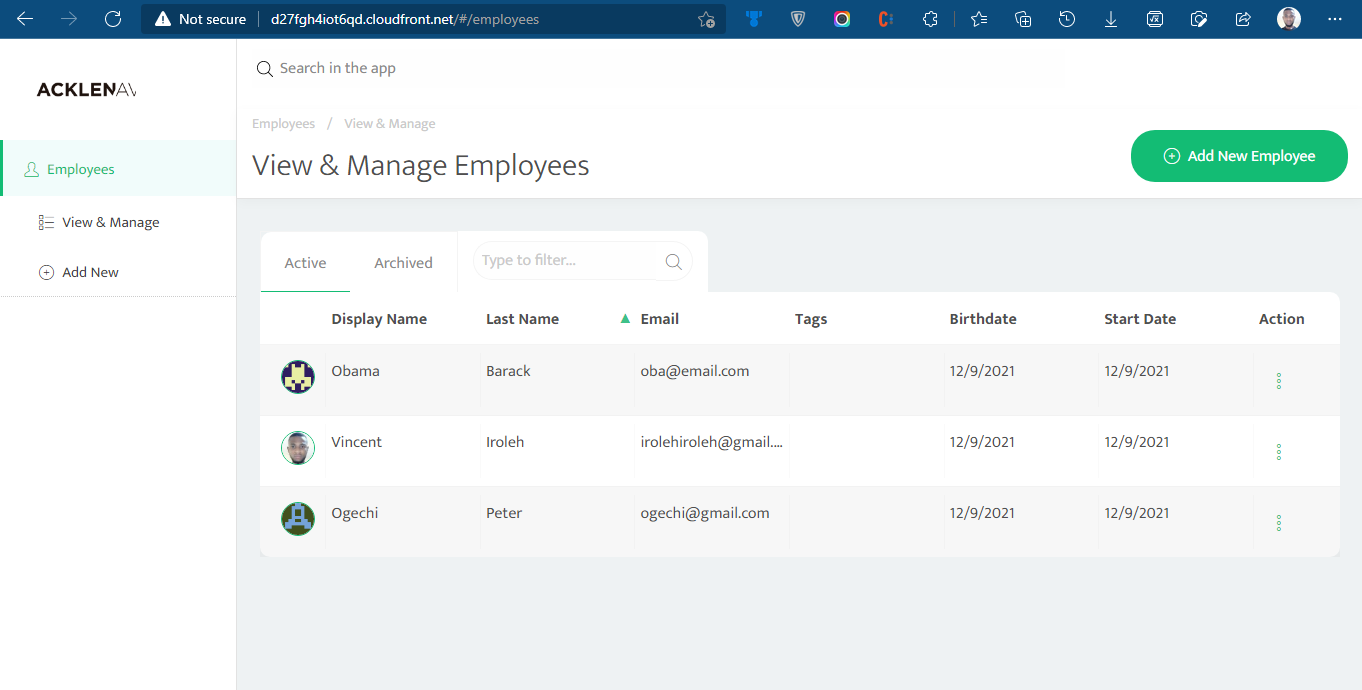 Not secure d27fgh4iot6qd.cloudfront.net/#/employees
ACKLENAV
Search in the app
Employees / View & Manage
View & Manage Employees
Add New Employee
Employees
View & Manage
Add New
Active Archived Type to filter...
Display Name Last Name Email Tags Birthdate Start Date Action
Obama Barack oba@email.com 12/9/2021 12/9/2021
Vincent Iroleh irolehiroleh@gmail.... 12/9/2021 12/9/2021
Ogechi Peter ogechi@gmail.com 12/9/2021 12/9/2021